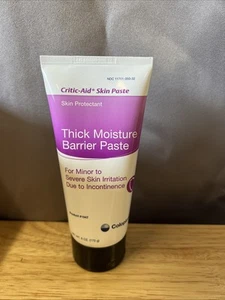 Critic-Aid® Skin Paste
Skin Protectant
Thick Moisture
Barrier Paste
For Minor to
Severe Skin Irritation
Due to Incontinence
Colop